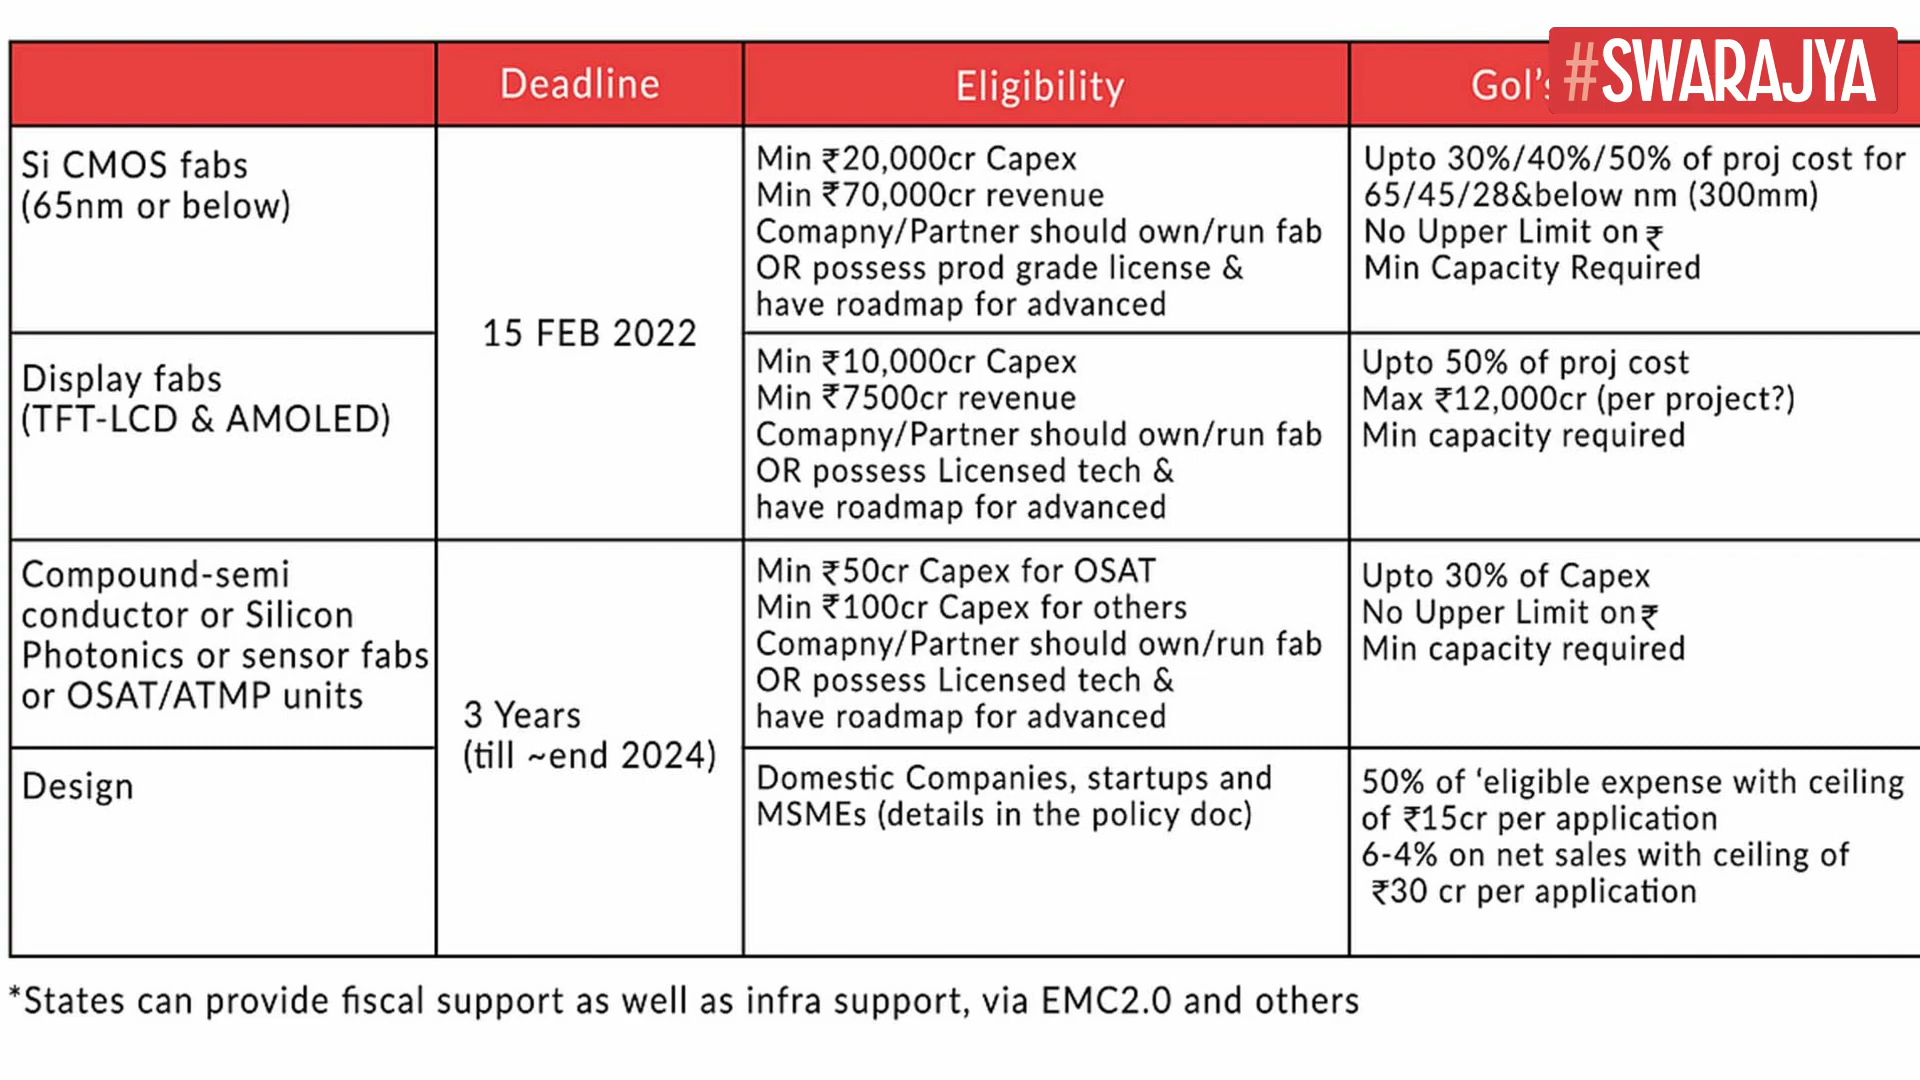 Deadline
Eligibility
GoI's
#SWARAJYA
Si CMOS fabs
(65nm or below)
15 FEB 2022
Min ₹20,000cr Capex
Min ₹70,000cr revenue
Comapny/Partner should own/run fab
OR possess prod grade license &
have roadmap for advanced
Upto 30%/40%/50% of proj cost for
65/45/28&below nm (300mm)
No Upper Limit on ₹
Min Capacity Required
Display fabs
(TFT-LCD & AMOLED)
Min ₹10,000cr Capex
Min ₹7500cr revenue
Comapny/Partner should own/run fab
OR possess Licensed tech &
have roadmap for advanced
Upto 50% of proj cost
Max ₹12,000cr (per project?)
Min capacity required
Compound-semi
conductor or Silicon
Photonics or sensor fabs
or OSAT/ATMP units
3 Years
(till ~end 2024)
Min ₹50cr Capex for OSAT
Min ₹100cr Capex for others
Comapny/Partner should own/run fab
OR possess Licensed tech &
have roadmap for advanced
Upto 30% of Capex
No Upper Limit on₹
Min capacity required
Design
Domestic Companies, startups and
MSMEs (details in the policy doc)
50% of ‘eligible expense with ceiling
of ₹15cr per application
6-4% on net sales with ceiling of
₹30 cr per application
*States can provide fiscal support as well as infra support, via EMC2.0 and others